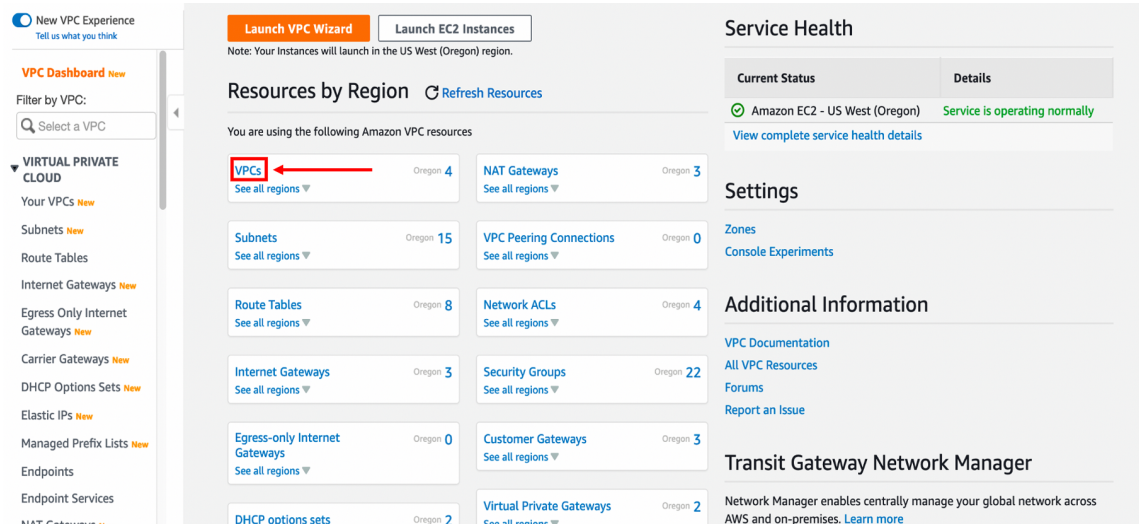 New VPC Experience
Tell us what you think
VPC Dashboard New
Filter by VPC:
Select a VPC
VIRTUAL PRIVATE
CLOUD
Your VPCs New
Subnets New
Route Tables
Internet Gateways New
Egress Only Internet
Gateways New
Carrier Gateways New
DHCP Options Sets New
Elastic IPs New
Managed Prefix Lists New
Endpoints
Endpoint Services
Launch VPC Wizard
Launch EC2 Instances
Note: Your Instances will launch in the US West (Oregon) region.
Resources by Region
Refresh Resources
You are using the following Amazon VPC resources
VPCs Oregon 4
See all regions
NAT Gateways Oregon 3
See all regions
Subnets Oregon 15
See all regions
VPC Peering Connections Oregon 0
See all regions
Route Tables Oregon 8
See all regions
Network ACLs Oregon 4
See all regions
Internet Gateways Oregon 3
See all regions
Security Groups Oregon 22
See all regions
Egress-only Internet Oregon 0
Gateways
See all regions
Customer Gateways Oregon 3
See all regions
DHCP options sets Oregon 2
Virtual Private Gateways Oregon 2
See all regions
Service Health
Current Status Details
Amazon EC2 - US West (Oregon) Service is operating normally
View complete service health details
Settings
Zones
Console Experiments
Additional Information
VPC Documentation
All VPC Resources
Forums
Report an Issue
Transit Gateway Network Manager
Network Manager enables centrally manage your global network across
AWS and on-premises. Learn more